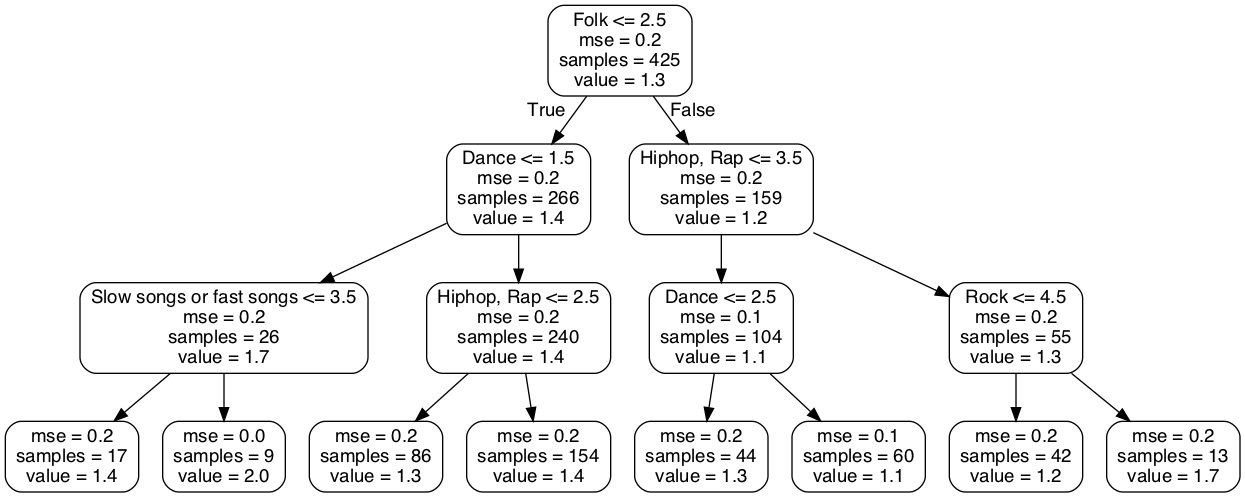 Folk <= 2.5
mse = 0.2
samples = 425
value = 1.3
True
False
Dance <= 1.5
mse = 0.2
samples = 266
value = 1.4
Hiphop, Rap <= 3.5
mse = 0.2
samples = 159
value = 1.2
Slow songs or fast songs <= 3.5
mse = 0.2
samples = 26
value = 1.7
Hiphop, Rap <= 2.5
mse = 0.2
samples = 240
value = 1.4
Dance <= 2.5
mse = 0.1
samples = 104
value = 1.1
Rock <= 4.5
mse = 0.2
samples = 55
value = 1.3
mse = 0.2
samples = 17
value = 1.4
mse = 0.0
samples = 9
value = 2.0
mse = 0.2
samples = 86
value = 1.3
mse = 0.2
samples = 154
value = 1.4
mse = 0.2
samples = 44
value = 1.3
mse = 0.1
samples = 60
value = 1.1
mse = 0.2
samples = 42
value = 1.2
mse = 0.2
samples = 13
value = 1.7